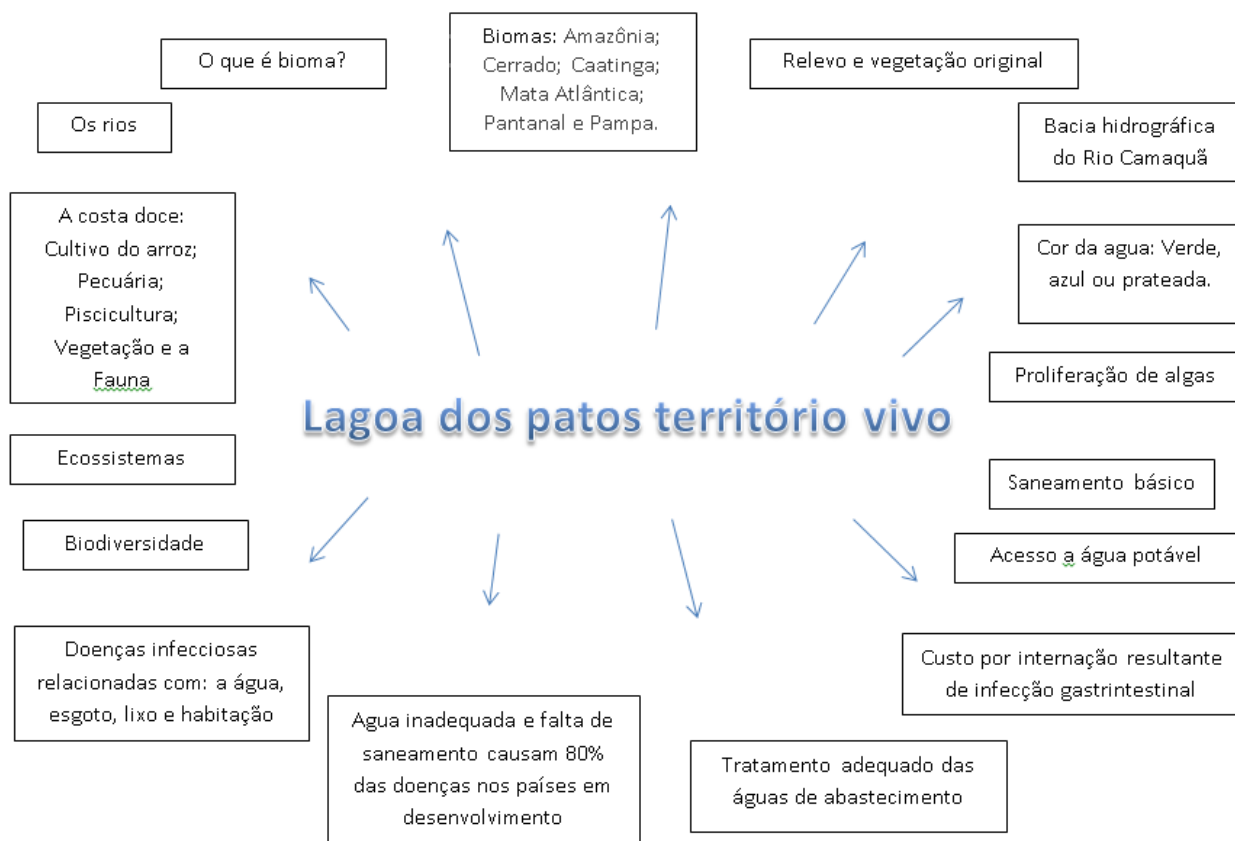 O que é bioma?
Biomas: Amazônia;
Cerrado; Caatinga;
Mata Atlântica;
Pantanal e Pampa.
Relevo e vegetação original
Os rios
Bacia hidrográfica
do Rio Camaquã
A costa doce:
Cultivo do arroz;
Pecuária;
Piscicultura;
Vegetação e a
Fauna
Cor da agua: Verde,
azul ou prateada.
Proliferação de algas
Lagoa dos patos território vivo
Ecossistemas
Saneamento básico
Biodiversidade
Acesso a água potável
Doenças infecciosas
relacionadas com: a água,
esgoto, lixo e habitação
Custo por internação resultante
de infecção gastrintestinal
Agua inadequada e falta de
saneamento causam 80%
das doenças nos países em
desenvolvimento
Tratamento adequado das
águas de abastecimento